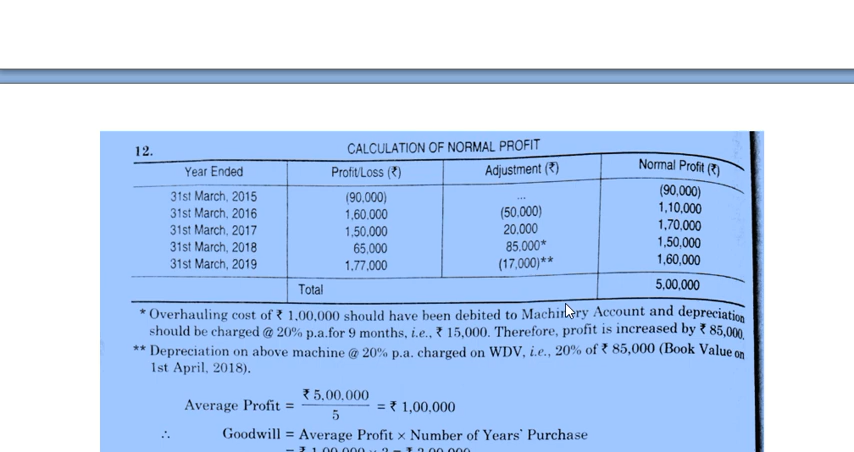 12. CALCULATION OF NORMAL PROFIT
Year Ended Profit/Loss (₹) Adjustment (₹) Normal Profit (₹)
31st March, 2015 (90,000) ... (90,000)
31st March, 2016 1,60,000 (50,000) 1,10,000
31st March, 2017 1,50,000 20,000 1,70,000
31st March, 2018 65,000 85,000* 1,50,000
31st March, 2019 1,77,000 (17,000)** 1,60,000
Total 5,00,000
* Overhauling cost of ₹ 1,00,000 should have been debited to Machinery Account and depreciation
should be charged @ 20% p.a.for 9 months, i.e., ₹ 15,000. Therefore, profit is increased by ₹ 85,000.
** Depreciation on above machine @ 20% p.a. charged on WDV, i.e., 20% of ₹ 85,000 (Book Value on
1st April, 2018).
Average Profit = ₹ 5,00,000 / 5 = ₹ 1,00,000
∴ Goodwill = Average Profit × Number of Years' Purchase